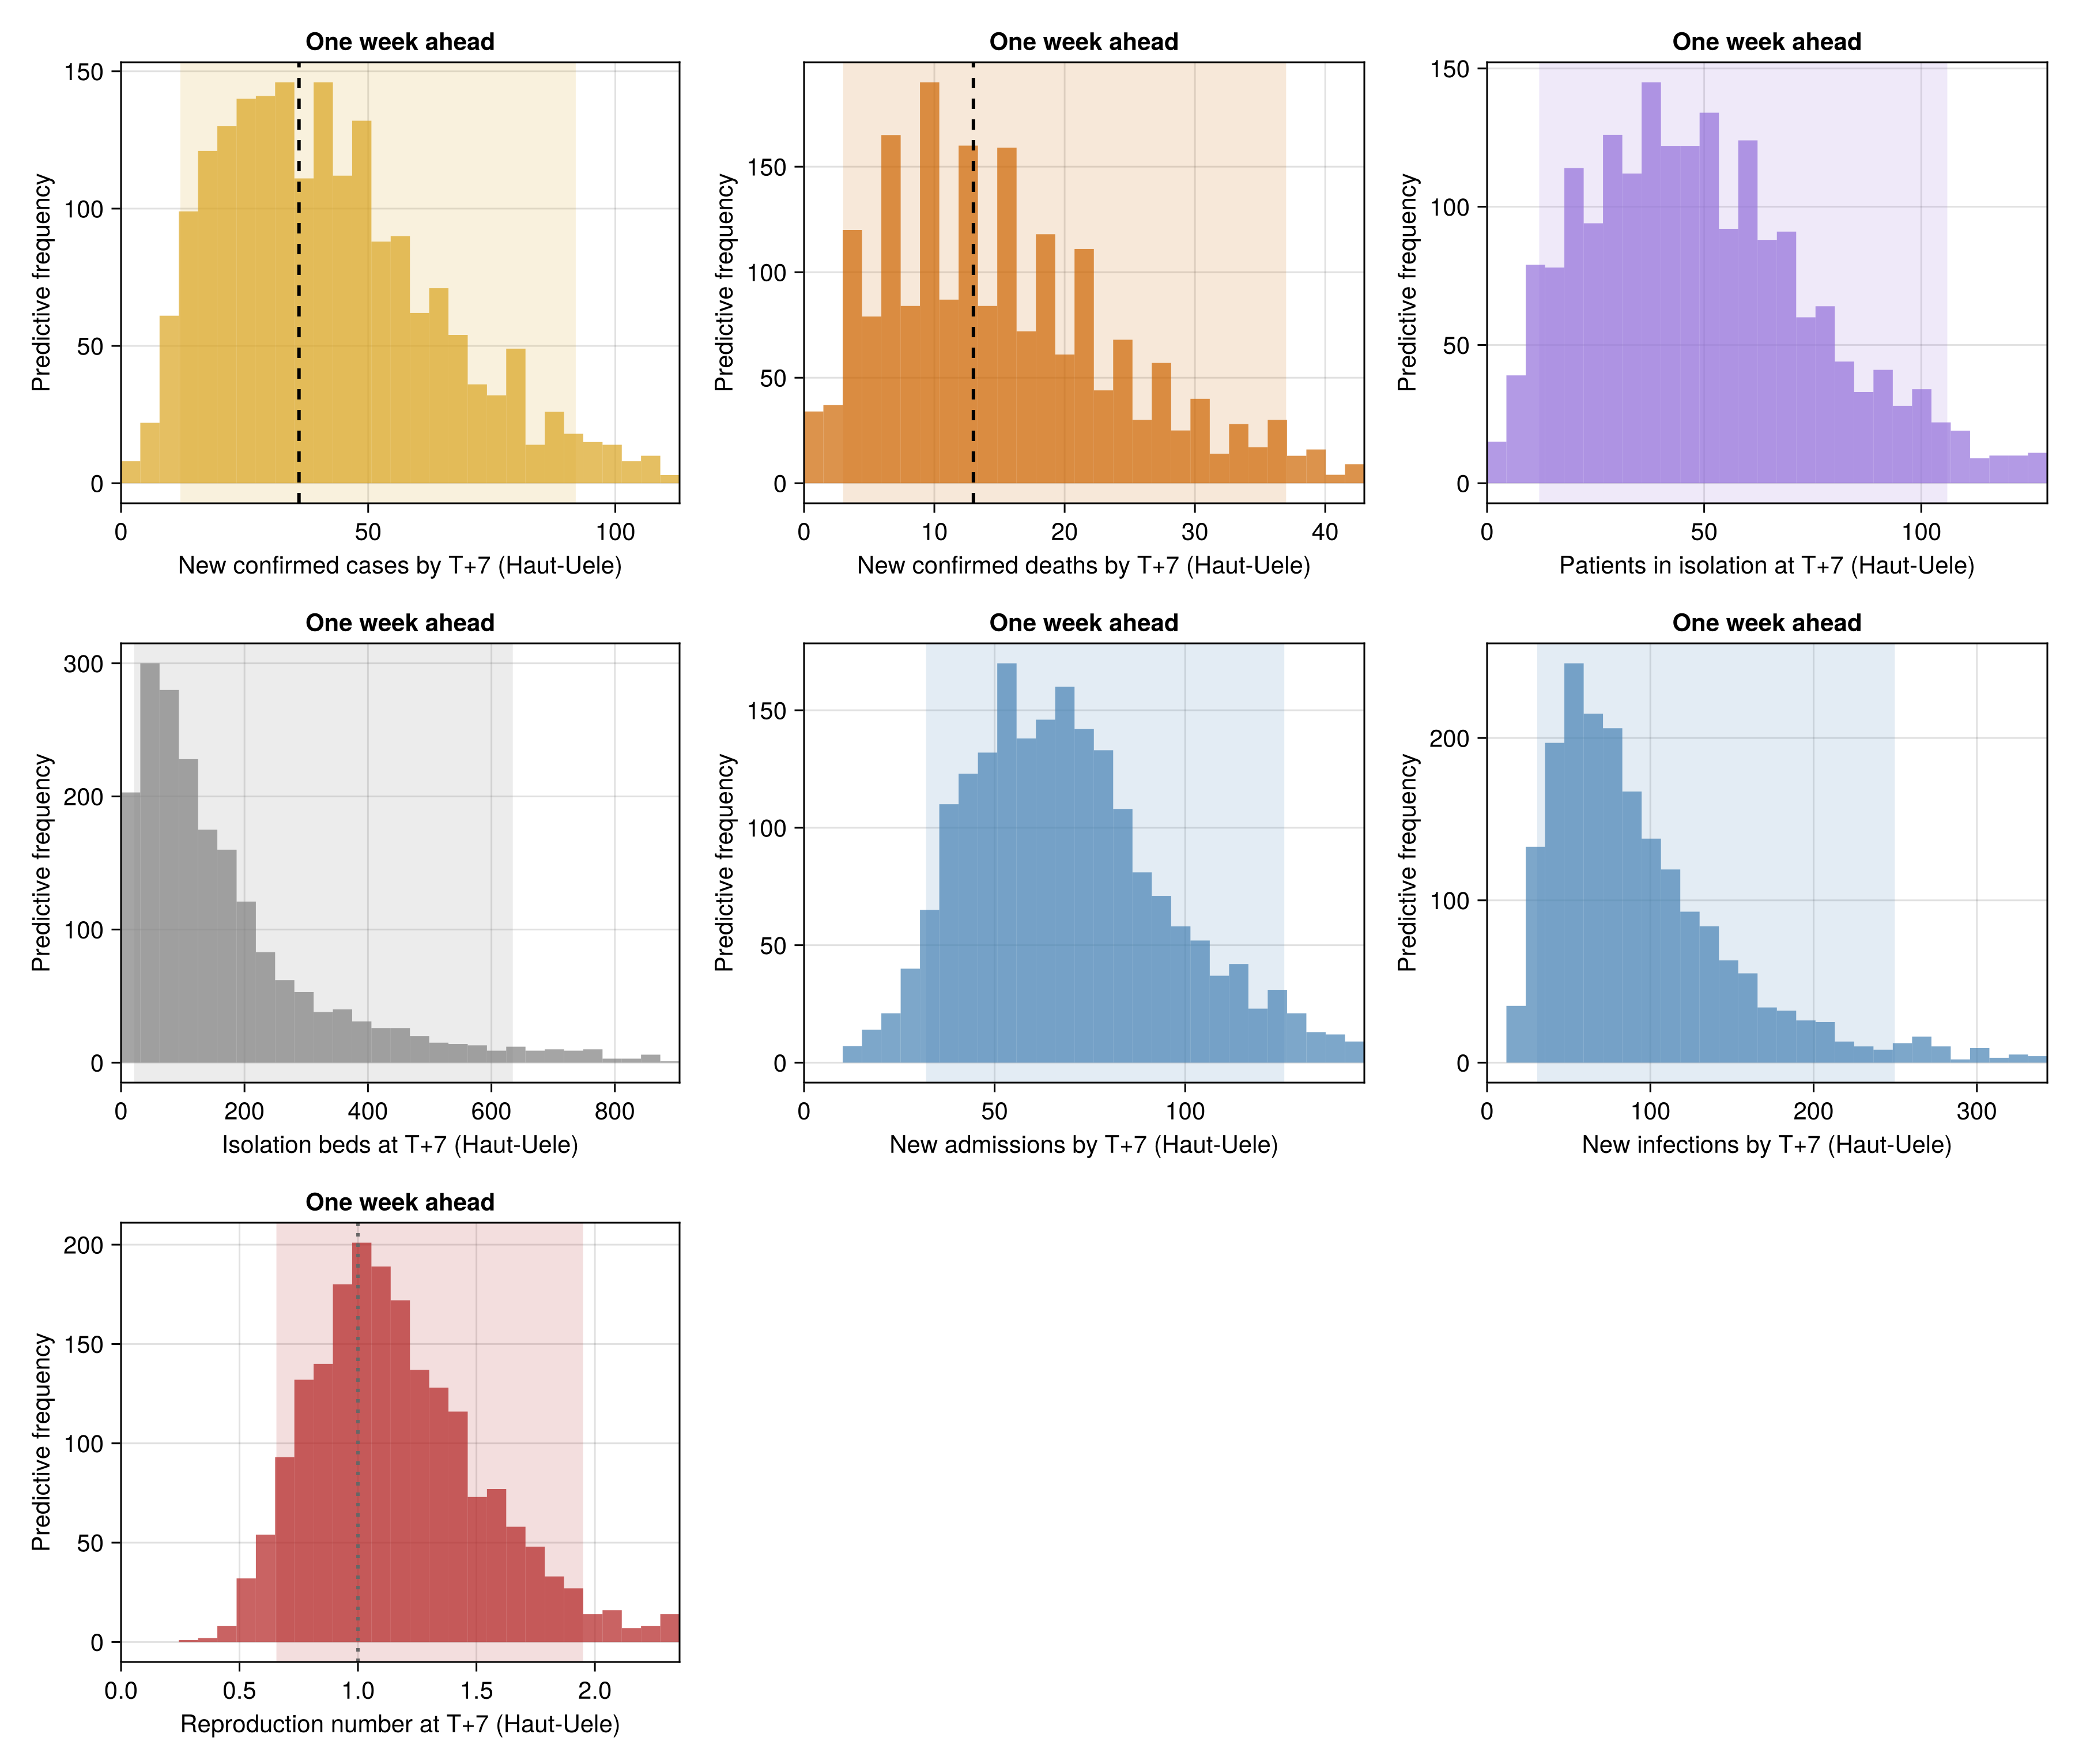 One week ahead
One week ahead
One week ahead
Predictive frequency
150
100
50
0
0
50
100
New confirmed cases by T+7 (Haut-Uele)
Predictive frequency
150
100
50
0
0
10
20
30
40
New confirmed deaths by T+7 (Haut-Uele)
Predictive frequency
150
100
50
0
0
50
100
Patients in isolation at T+7 (Haut-Uele)
One week ahead
One week ahead
One week ahead
Predictive frequency
300
200
100
0
0
200
400
600
800
Isolation beds at T+7 (Haut-Uele)
Predictive frequency
150
100
50
0
0
50
100
New admissions by T+7 (Haut-Uele)
Predictive frequency
200
100
0
0
100
200
300
New infections by T+7 (Haut-Uele)
One week ahead
Predictive frequency
200
150
100
50
0
0.0
0.5
1.0
1.5
2.0
Reproduction number at T+7 (Haut-Uele)